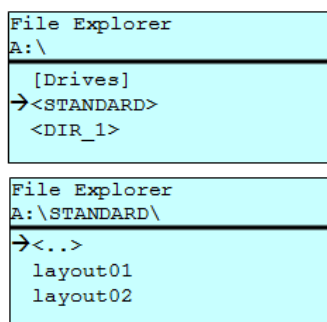 File Explorer
A:\
[Drives]
→<STANDARD>
<DIR_1>
File Explorer
A:\STANDARD\
→<..>
layout01
layout02